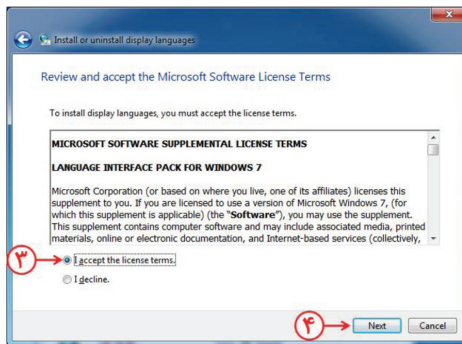 Install or uninstall display languages
Review and accept the Microsoft Software License Terms
To install display languages, you must accept the license terms.
MICROSOFT SOFTWARE SUPPLEMENTAL LICENSE TERMS
LANGUAGE INTERFACE PACK FOR WINDOWS 7
Microsoft Corporation (or based on where you live, one of its affiliates) licenses this
supplement to you. If you are licensed to use a version of Microsoft Windows 7, (for
which this supplement is applicable) (the “Software”), you may use the supplement.
This supplement contains computer software and may include associated media, printed
materials, online or electronic documentation, and Internet-based services (collectively,
۳ I accept the license terms.
I decline.
۴ Next Cancel